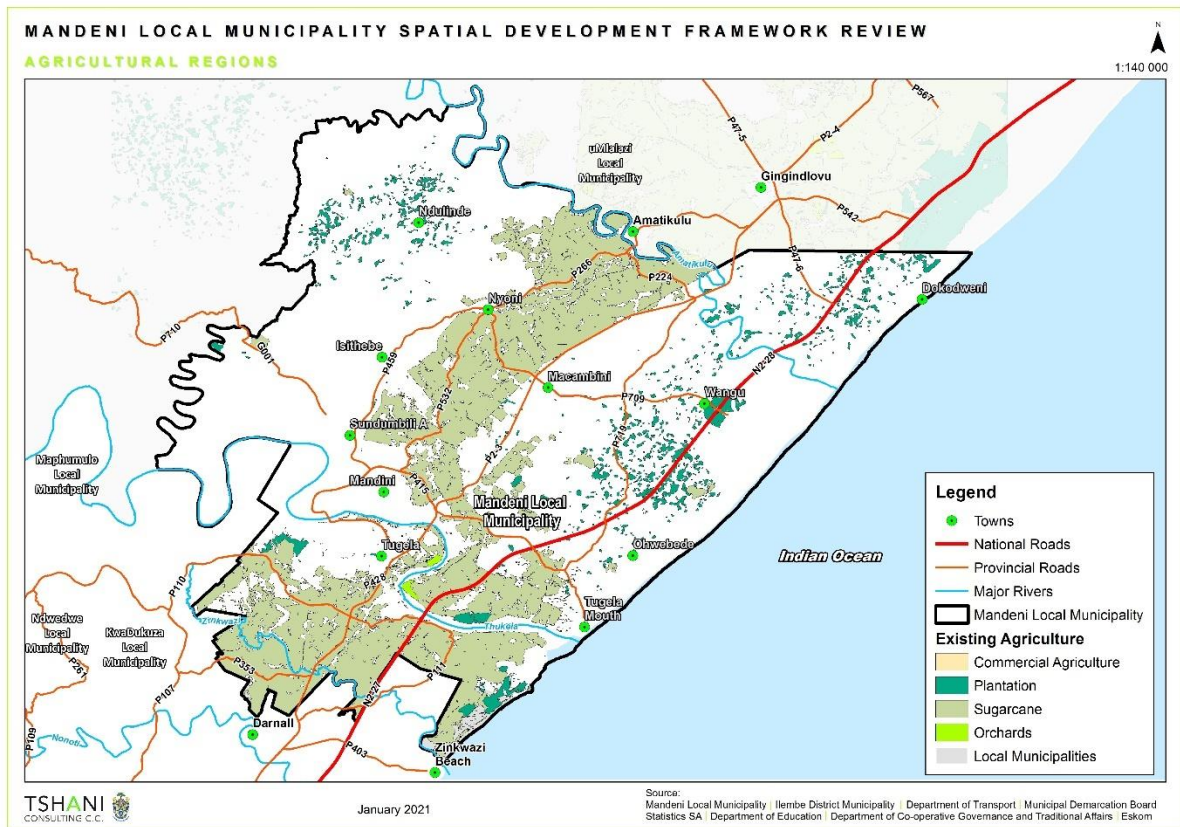 MANDENI LOCAL MUNICIPALITY SPATIAL DEVELOPMENT FRAMEWORK REVIEW
AGRICULTURAL REGIONS
N
1:140 000
P567
P47-5
P2-4
uMlalazi
Local
Municipality
Gingindlovu
Ndulinde
Amatikulu
P542
Amatikulu
P47-6
P266
P224
Dokodweni
Nyoni
P710
G001
Isithebe
P459
N2-28
Macambini
P532
P709
Wangu
Sundumbili A
P710
P2-3
Maphumulo
Local
Municipality
Mandini
P415
Mandeni Local
Municipality
Tugela
Ohwebede
Indian Ocean
P110
P428
Zinkwazi
Tugela
Mouth
Thukela
Ndwedwe
Local
Municipality
KwaDukuza
Local
Municipality
P261
P353
P111
P107
N2-27
Darnall
P109
Nonoti
P403
Zinkwazi
Beach
Legend
Towns
National Roads
Provincial Roads
Major Rivers
Mandeni Local Municipality
Existing Agriculture
Commercial Agriculture
Plantation
Sugarcane
Orchards
Local Municipalities
TSHANI
CONSULTING C.C.
January 2021
Source:
Mandeni Local Municipality | Ilembe District Municipality | Department of Transport | Municipal Demarcation Board
Statistics SA | Department of Education | Department of Co-operative Governance and Traditional Affairs | Eskom